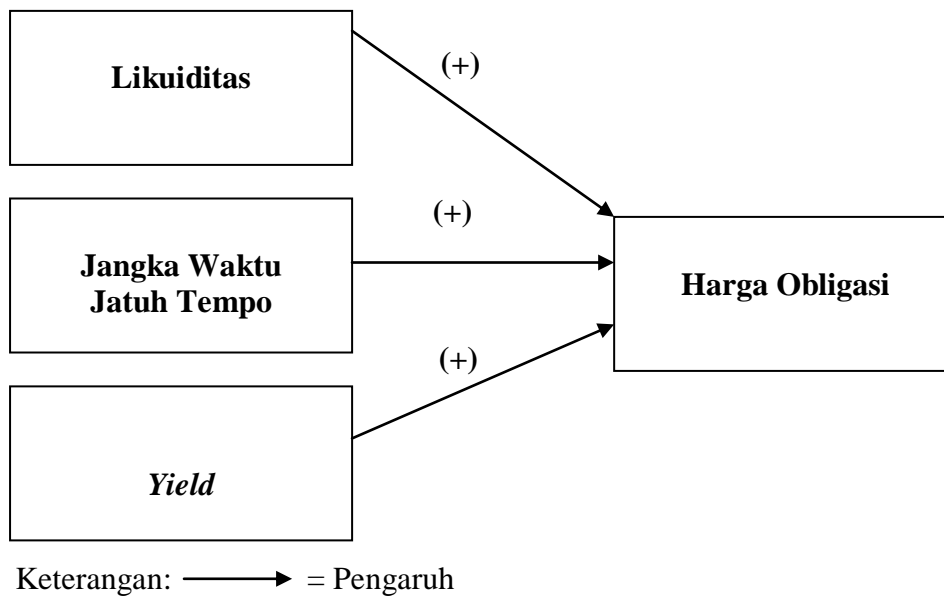 Likuiditas
(+)
Jangka Waktu
Jatuh Tempo
(+)
Harga Obligasi
Yield
(+)
Keterangan: = Pengaruh